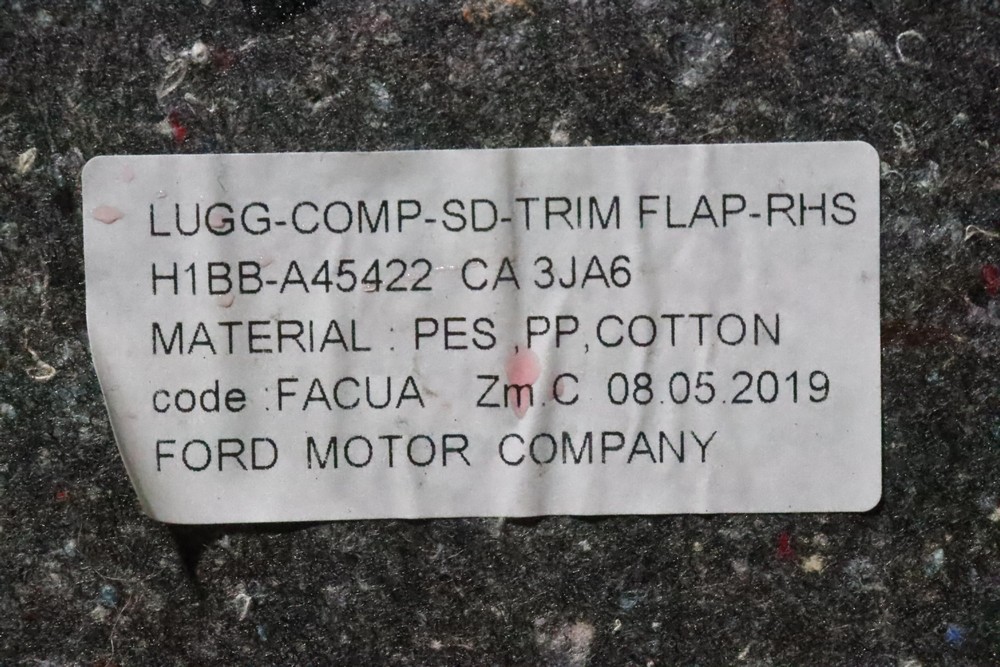 LUGG-COMP-SD-TRIM FLAP-RHS
H1BB-A45422 CA 3JA6
MATERIAL : PES ,PP,COTTON
code :FACUA Zm.C 08.05.2019
FORD MOTOR COMPANY